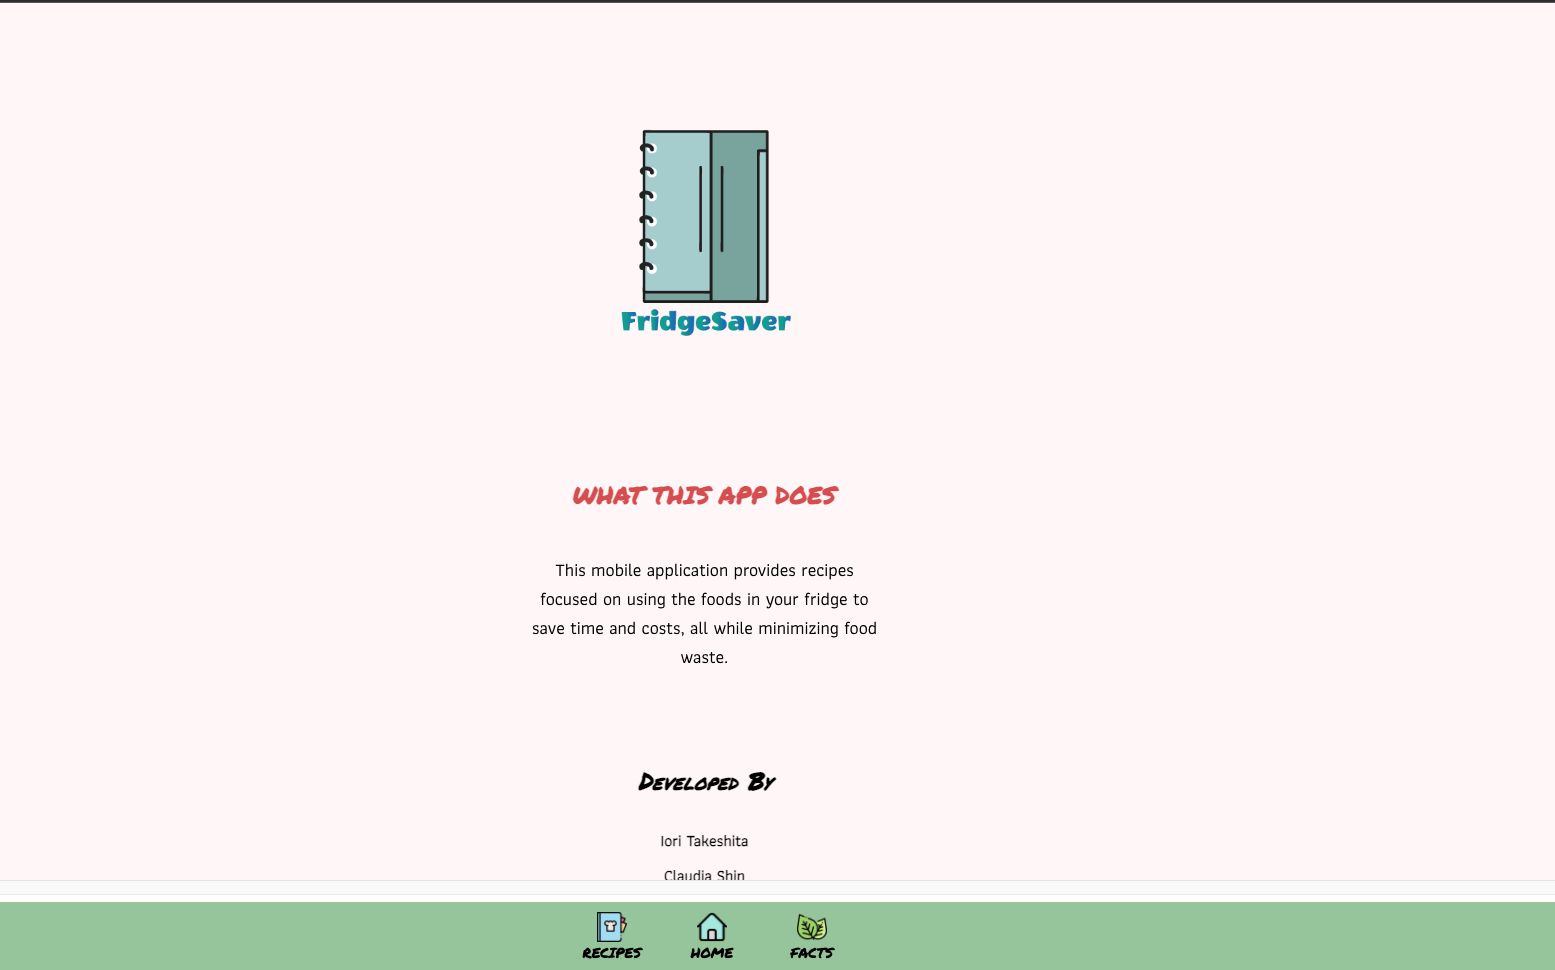 FridgeSaver
WHAT THIS APP DOES
This mobile application provides recipes
focused on using the foods in your fridge to
save time and costs, all while minimizing food
waste.
Developed By
Iori Takeshita
Claudia Shin
RECIPES
HOME
FACTS